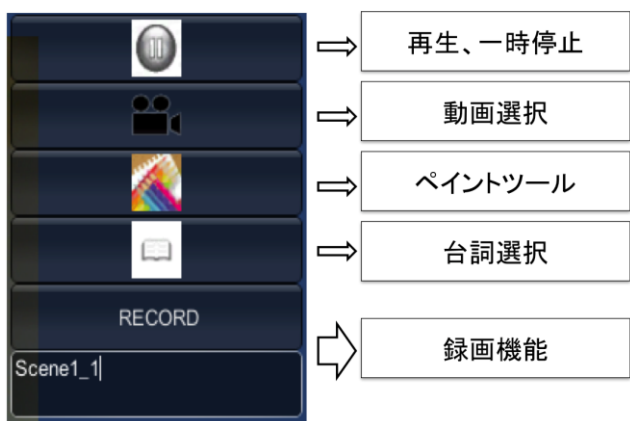 再生、一時停止
動画選択
ペイントツール
台詞選択
RECORD
録画機能
Scene1_1